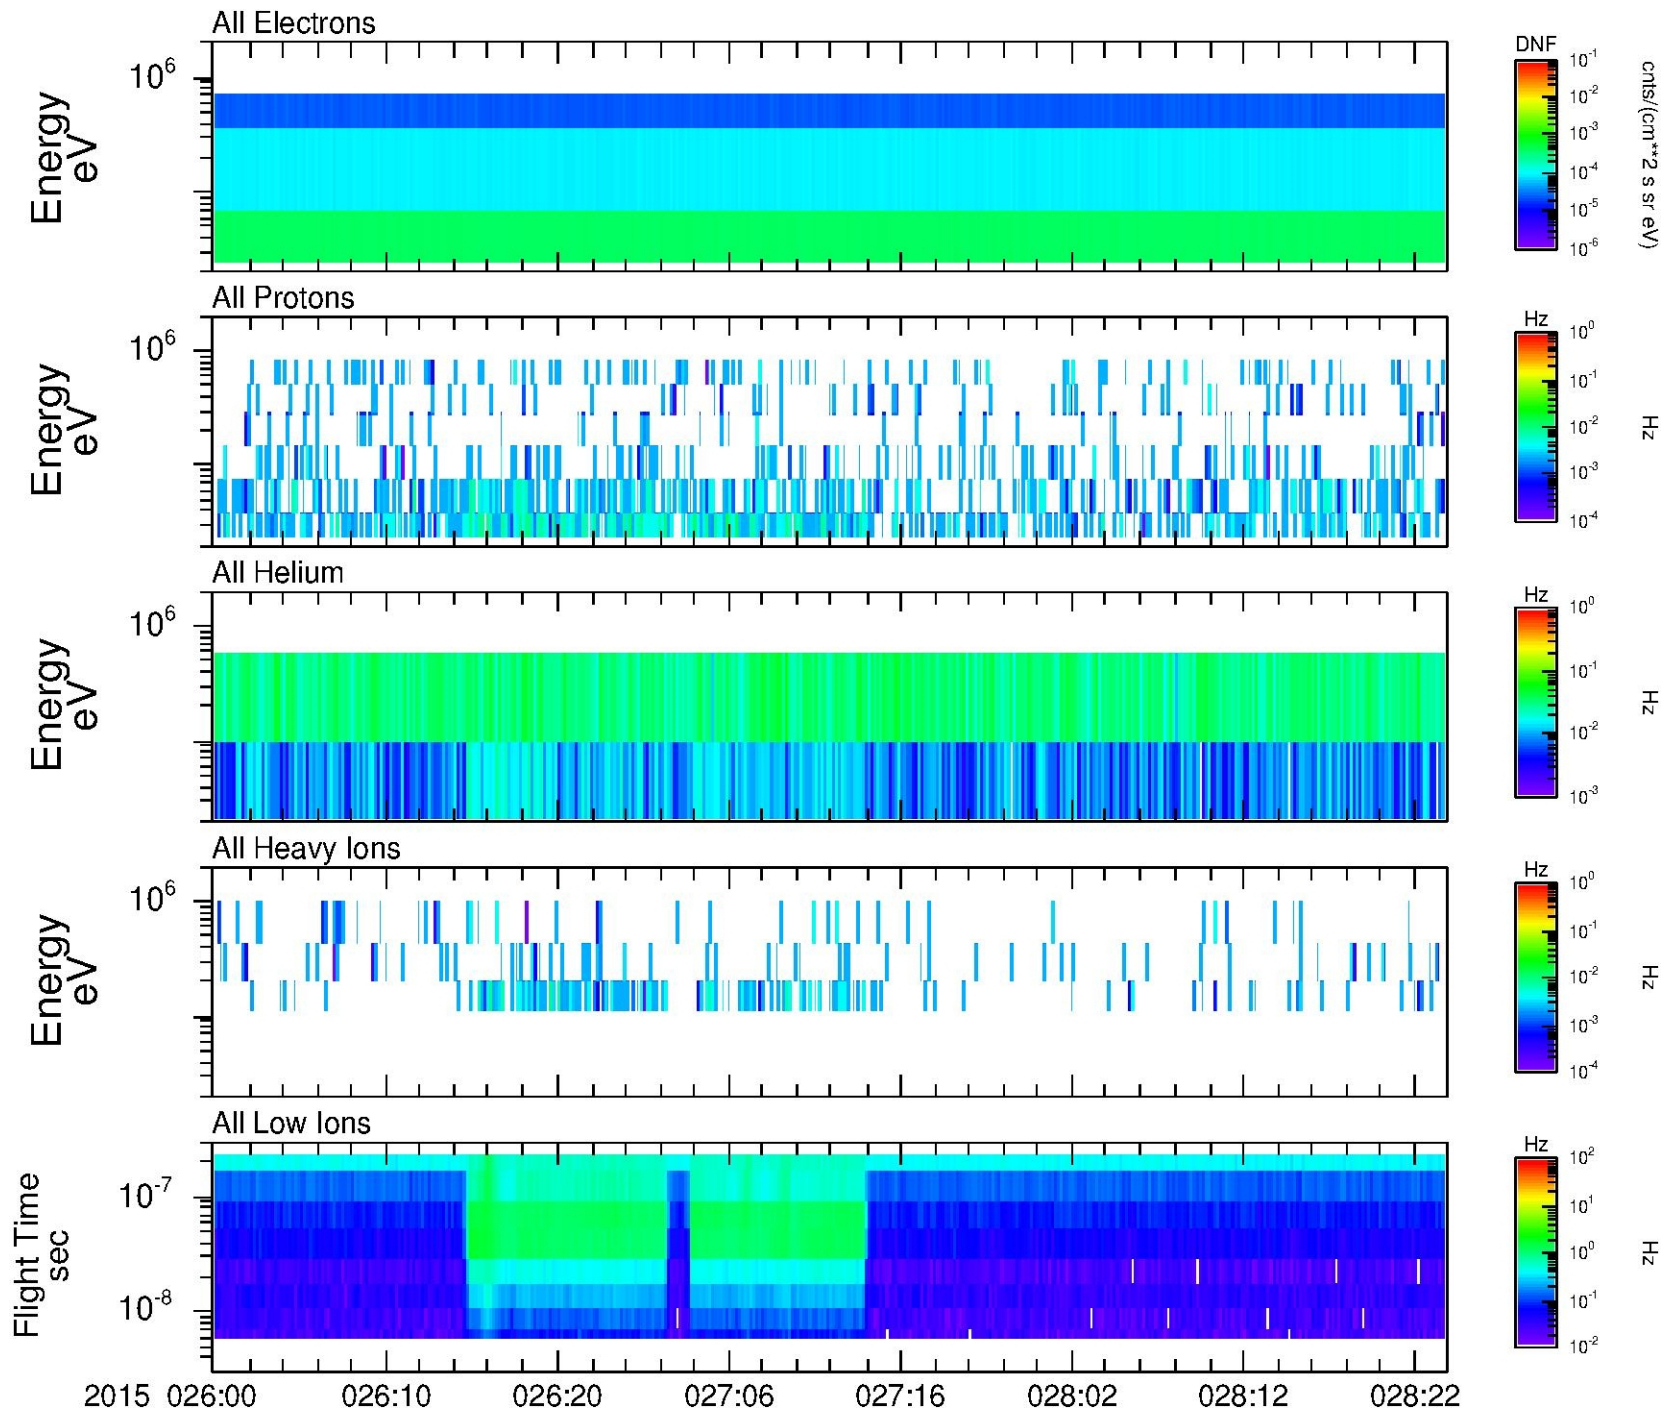 All Electrons
10^6
Energy
eV
DNF
10^-1
10^-2
10^-3
10^-4
10^-5
10^-6
cnts/(cm**2 s sr eV)
All Protons
10^6
Energy
eV
Hz
10^0
10^-1
10^-2
10^-3
10^-4
Hz
All Helium
10^6
Energy
eV
Hz
10^0
10^-1
10^-2
10^-3
Hz
All Heavy Ions
10^6
Energy
eV
Hz
10^0
10^-1
10^-2
10^-3
10^-4
Hz
All Low Ions
10^-7
10^-8
Flight Time
sec
Hz
10^2
10^1
10^0
10^-1
10^-2
Hz
2015 026:00 026:10 026:20 027:06 027:16 028:02 028:12 028:22